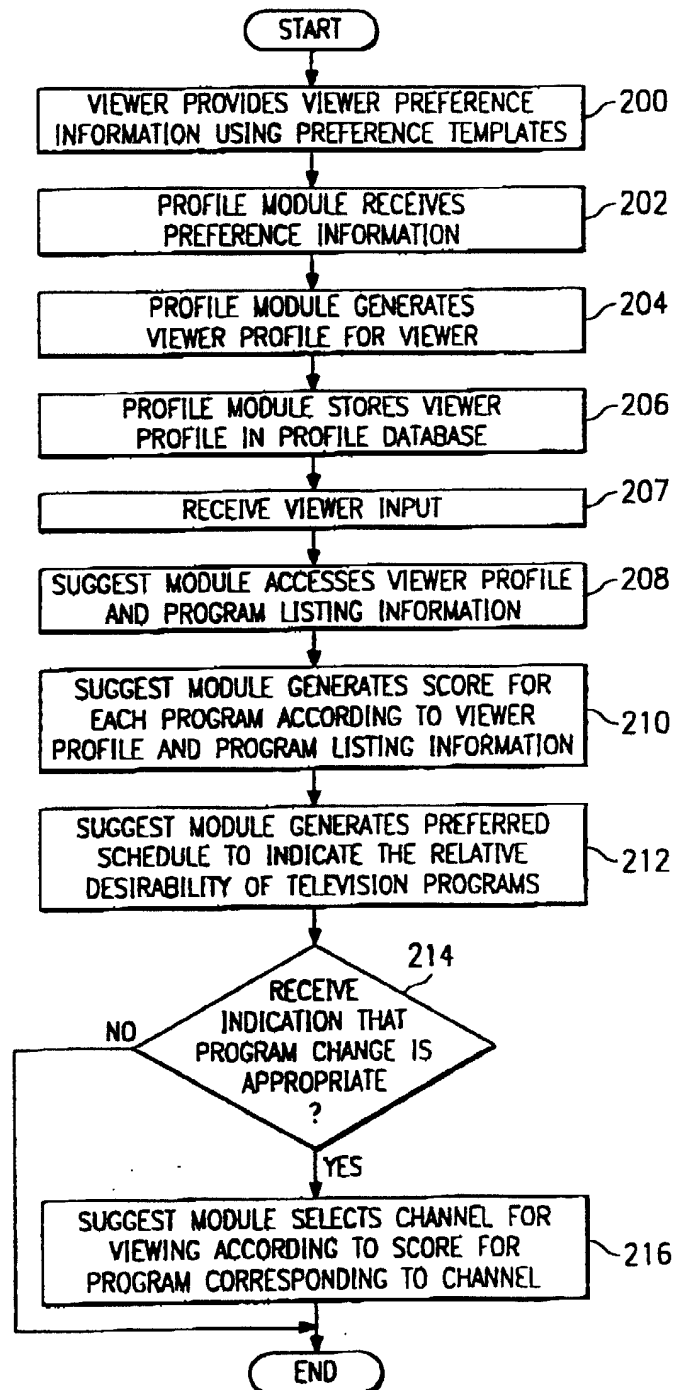 START
VIEWER PROVIDES VIEWER PREFERENCE
INFORMATION USING PREFERENCE TEMPLATES
200
PROFILE MODULE RECEIVES
PREFERENCE INFORMATION
202
PROFILE MODULE GENERATES
VIEWER PROFILE FOR VIEWER
204
PROFILE MODULE STORES VIEWER
PROFILE IN PROFILE DATABASE
206
RECEIVE VIEWER INPUT
207
SUGGEST MODULE ACCESSES VIEWER PROFILE
AND PROGRAM LISTING INFORMATION
208
SUGGEST MODULE GENERATES SCORE FOR
EACH PROGRAM ACCORDING TO VIEWER
PROFILE AND PROGRAM LISTING INFORMATION
210
SUGGEST MODULE GENERATES PREFERRED
SCHEDULE TO INDICATE THE RELATIVE
DESIRABILITY OF TELEVISION PROGRAMS
212
214
RECEIVE
INDICATION THAT
PROGRAM CHANGE IS
APPROPRIATE
?
NO
YES
SUGGEST MODULE SELECTS CHANNEL FOR
VIEWING ACCORDING TO SCORE FOR
PROGRAM CORRESPONDING TO CHANNEL
216
END